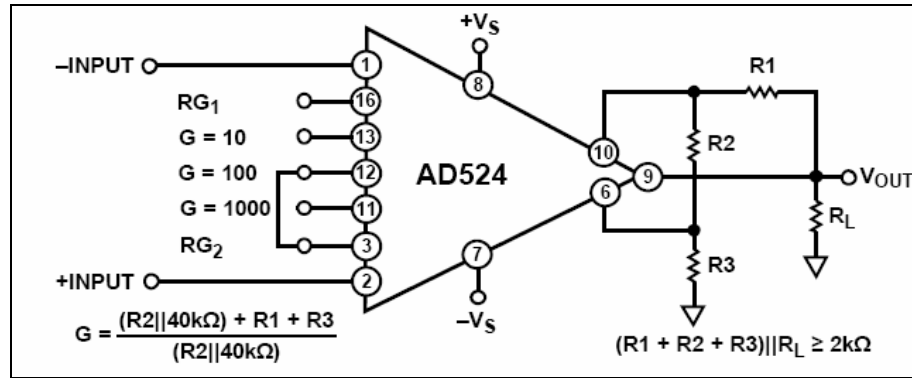 –INPUT
1
RG1
16
G = 10
13
G = 100
12
G = 1000
11
RG2
3
+INPUT
2
AD524
+VS
8
10
9
6
7
–VS
R1
R2
R3
VOUT
RL
G = (R2||40kΩ) + R1 + R3
(R2||40kΩ)
(R1 + R2 + R3)||RL ≥ 2kΩ